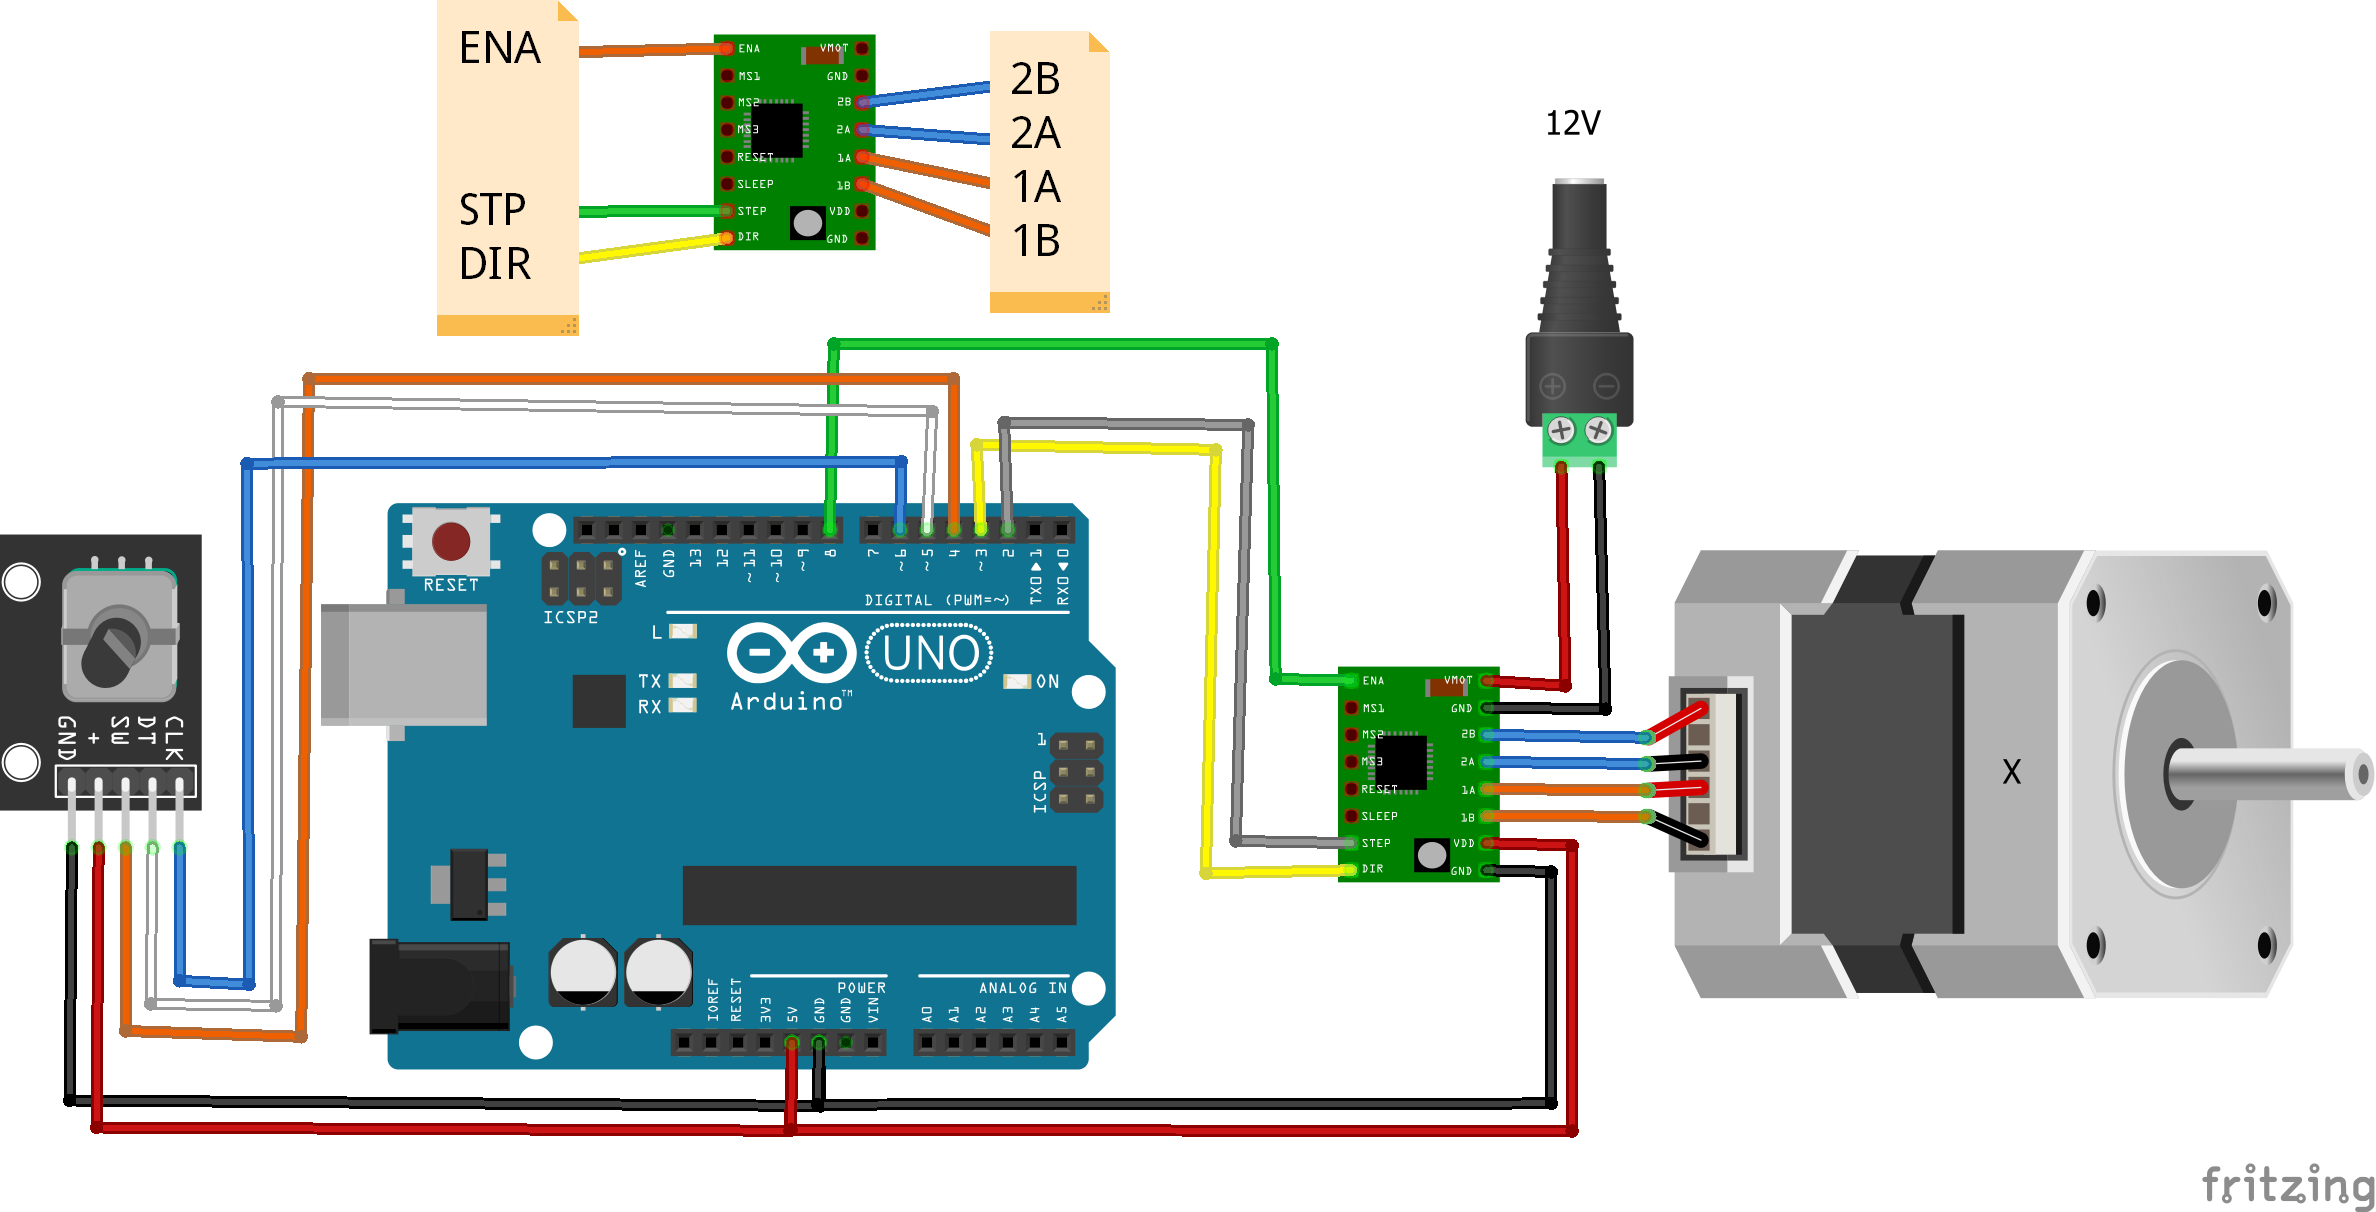 ENA
STP
DIR
ENA
MS1
MS2
MS3
RESET
SLEEP
STEP
DIR
VMOT
GND
2B
2A
1A
1B
VDD
GND
2B
2A
1A
1B
12V
RESET
ICSP2
AREF
GND
13
12
~11
~10
~9
8
7
~6
~5
4
~3
2
TX0▶1
RX0◀0
DIGITAL (PWM=~)
L
TX
RX
Arduino™
UNO
ON
1
ICSP
GND
+
SW
DT
CLK
IOREF
RESET
3V3
5V
GND
GND
VIN
POWER
ANALOG IN
A0
A1
A2
A3
A4
A5
ENA
MS1
MS2
MS3
RESET
SLEEP
STEP
DIR
VMOT
GND
2B
2A
1A
1B
VDD
GND
X
fritzing